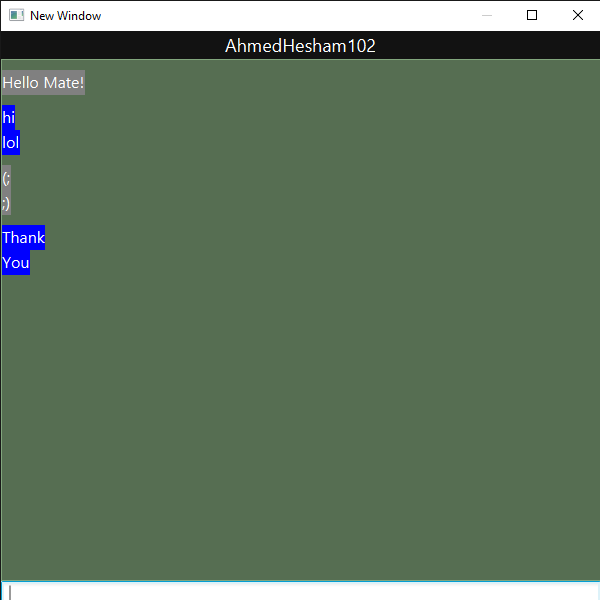 New Window
AhmedHesham102
Hello Mate!
hi
lol
(;
;)
Thank
You